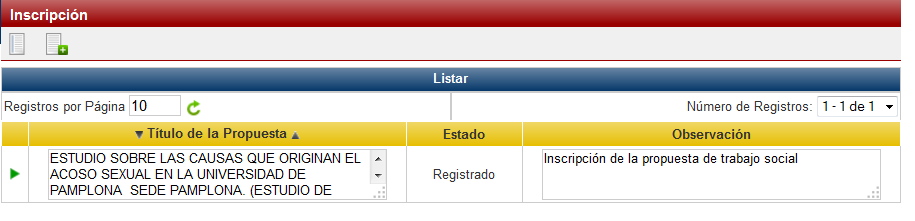 Inscripción
Listar
Registros por Página 10
Número de Registros: 1 - 1 de 1
Título de la Propuesta
Estado
Observación
ESTUDIO SOBRE LAS CAUSAS QUE ORIGINAN EL
ACOSO SEXUAL EN LA UNIVERSIDAD DE
PAMPLONA SEDE PAMPLONA. (ESTUDIO DE
Registrado
Inscripción de la propuesta de trabajo social